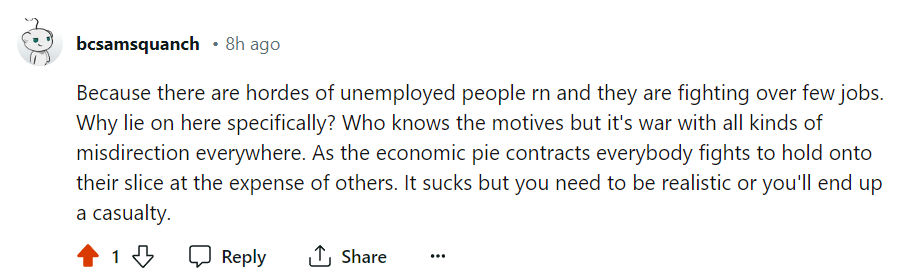 bcsamsquanch • 8h ago
Because there are hordes of unemployed people rn and they are fighting over few jobs.
Why lie on here specifically? Who knows the motives but it's war with all kinds of
misdirection everywhere. As the economic pie contracts everybody fights to hold onto
their slice at the expense of others. It sucks but you need to be realistic or you'll end up
a casualty.
1 Reply Share ···